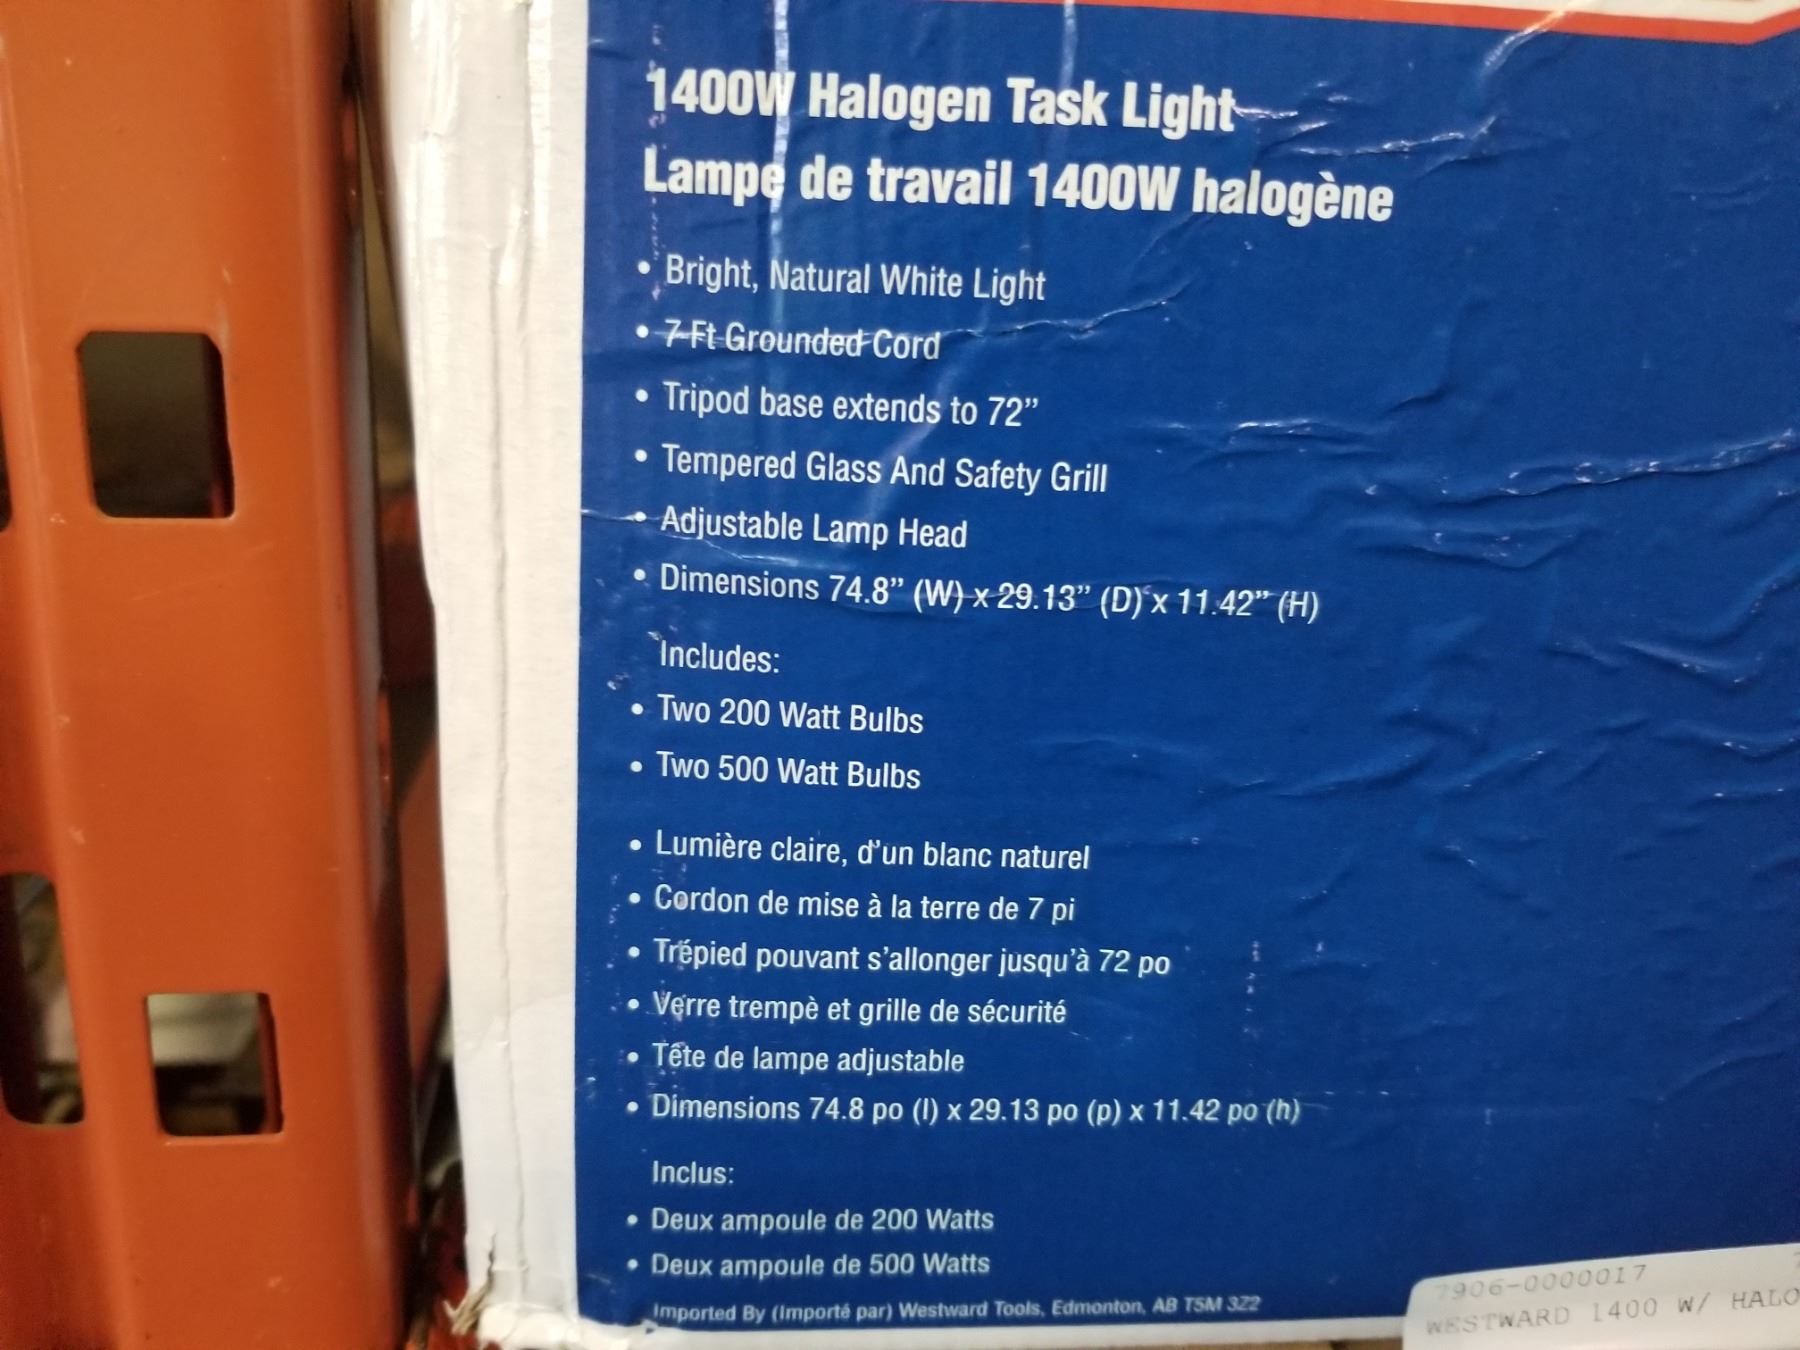 1400W Halogen Task Light
Lampe de travail 1400W halogène
• Bright, Natural White Light
• 7-Ft Grounded Cord
• Tripod base extends to 72”
• Tempered Glass And Safety Grill
• Adjustable Lamp Head
• Dimensions 74.8” (W) x 29.13” (D) x 11.42” (H)
Includes:
• Two 200 Watt Bulbs
• Two 500 Watt Bulbs
• Lumière claire, d’un blanc naturel
• Cordon de mise à la terre de 7 pi
• Trépied pouvant s’allonger jusqu’à 72 po
• Verre trempè et grille de sécurité
• Tête de lampe adjustable
• Dimensions 74.8 po (l) x 29.13 po (p) x 11.42 po (h)
Inclus:
• Deux ampoule de 200 Watts
• Deux ampoule de 500 Watts
Imported By (Importé par) Westward Tools, Edmonton, AB T5M 3Z2
7906-0000017
WESTWARD 1400 W/ HALO